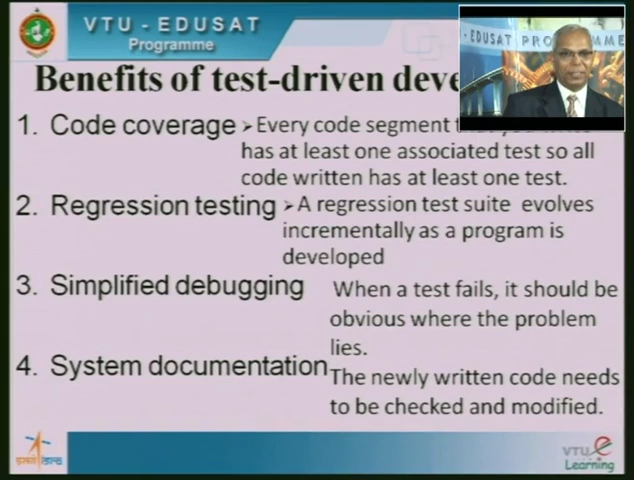 VTU - EDUSAT
Programme
- EDUSAT PROGRAMME
Benefits of test-driven deve
1. Code coverage ➢Every code segment
has at least one associated test so all
code written has at least one test.
2. Regression testing ➢A regression test suite evolves
incrementally as a program is
developed
3. Simplified debugging When a test fails, it should be
obvious where the problem
lies.
4. System documentation The newly written code needs
to be checked and modified.
VTU e
Learning